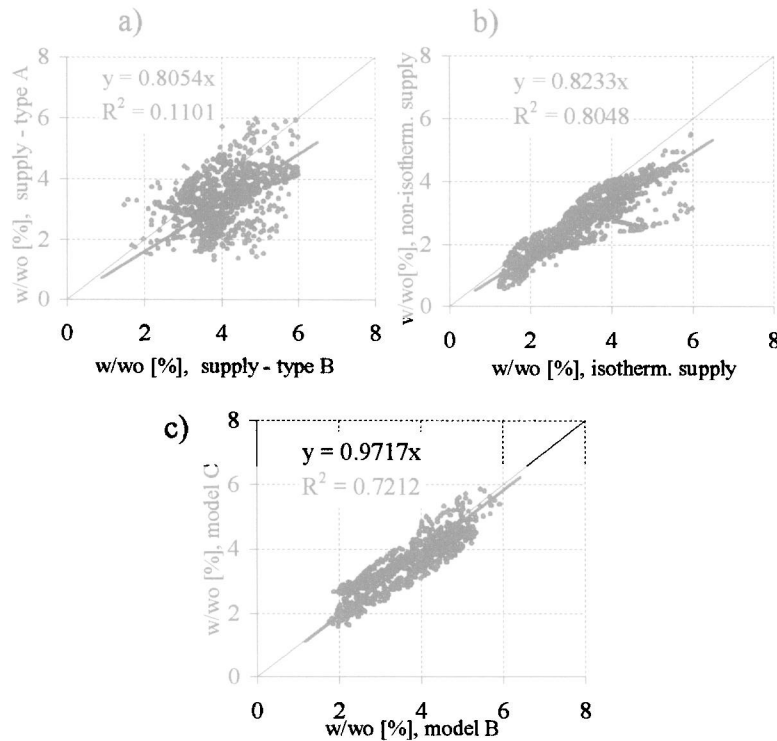 a)
y = 0.8054x
R² = 0.1101
w/wo [%], supply - type A
8
6
4
2
0
0 2 4 6 8
w/wo [%], supply - type B
b)
y = 0.8233x
R² = 0.8048
w/wo[%], non-isotherm. supply
8
6
4
2
0
0 2 4 6 8
w/wo [%], isotherm. supply
c)
y = 0.9717x
R² = 0.7212
w/wo [%], model C
8
6
4
2
0
0 2 4 6 8
w/wo [%], model B